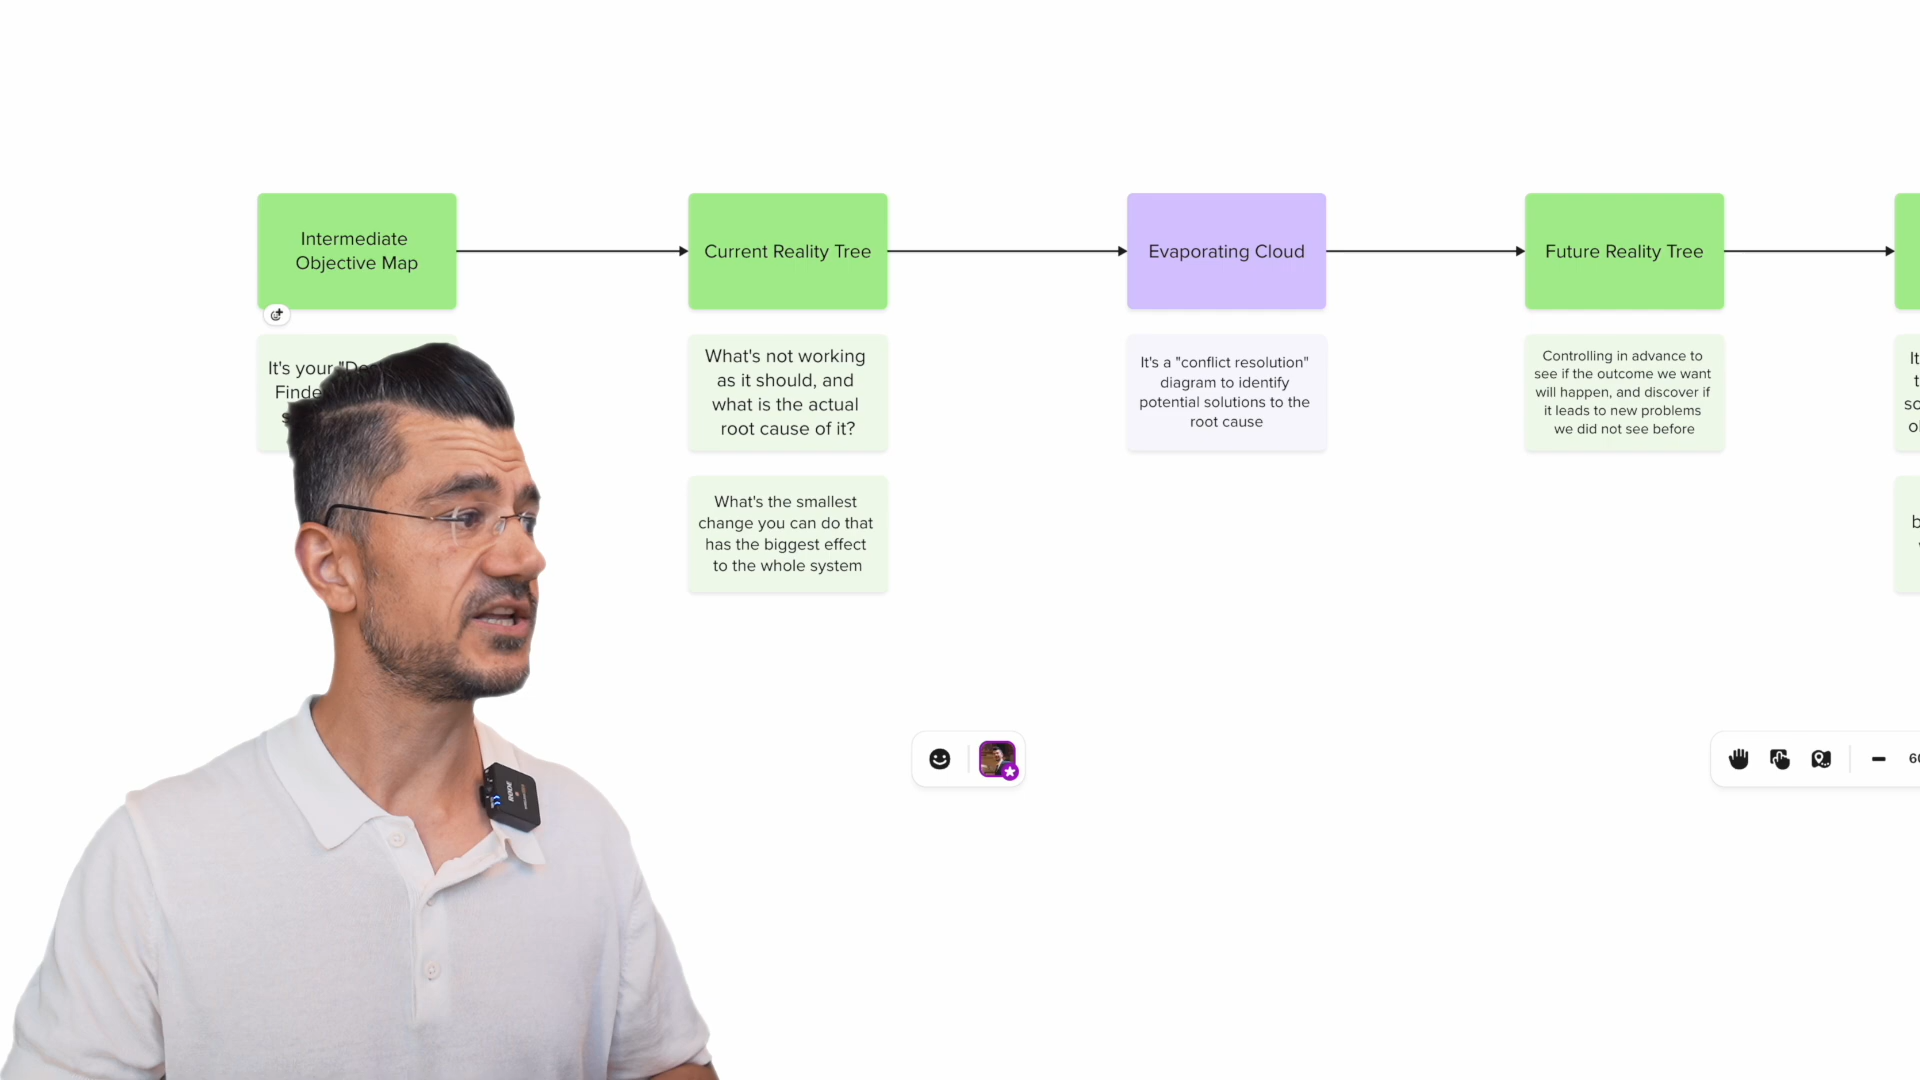 Intermediate
Objective Map
Current Reality Tree
Evaporating Cloud
Future Reality Tree
It's your
What's not working
as it should, and
what is the actual
root cause of it?
It's a "conflict resolution"
diagram to identify
potential solutions to the
root cause
Controlling in advance to
see if the outcome we want
will happen, and discover if
it leads to new problems
we did not see before
What's the smallest
change you can do that
has the biggest effect
to the whole system
RODE